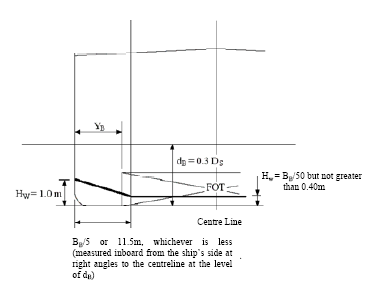 Y_B
d_B = 0.3 D_S
H_w = B_B/50 but not greater
than 0.40m
FOT
H_W = 1.0 m
Centre Line
B_B/5 or 11.5m, whichever is less
(measured inboard from the ship's side at
right angles to the centreline at the level
of d_B)